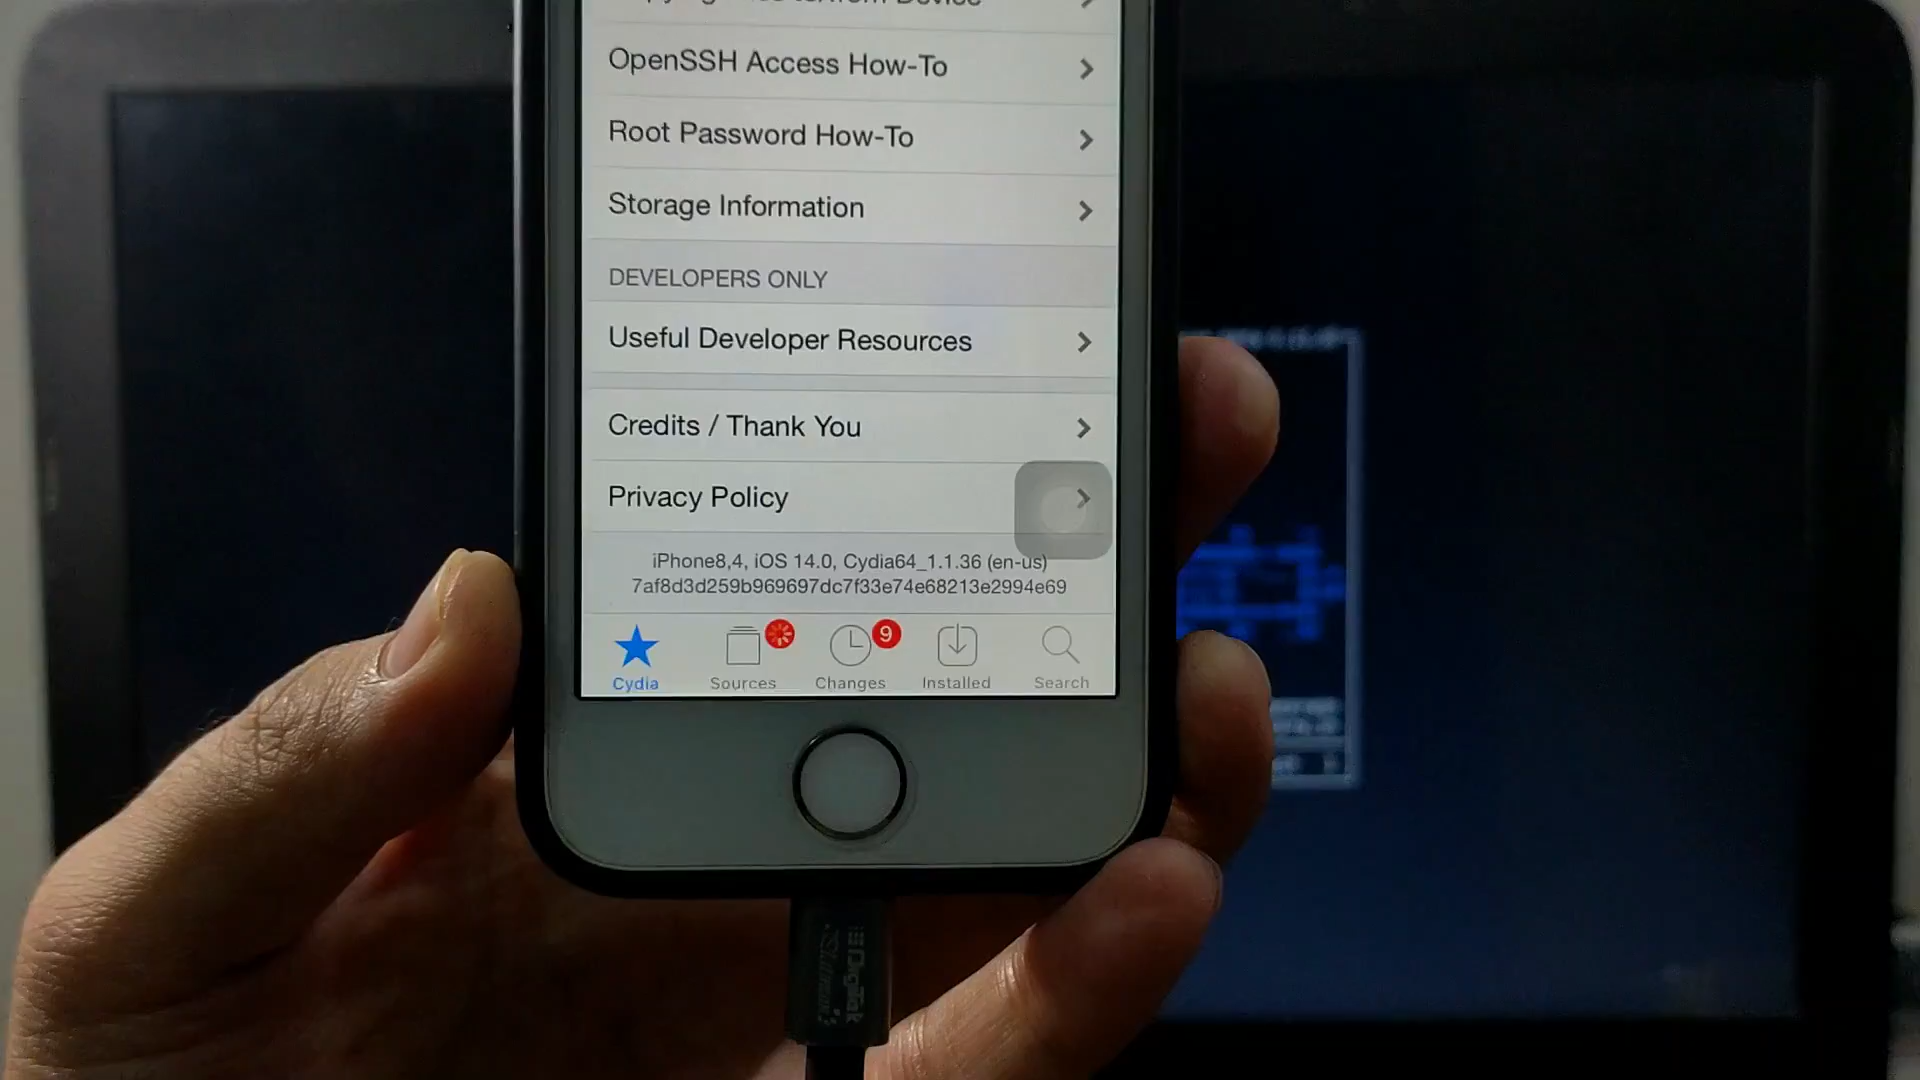 OpenSSH Access How-To
Root Password How-To
Storage Information
DEVELOPERS ONLY
Useful Developer Resources
Credits / Thank You
Privacy Policy
iPhone8,4, iOS 14.0, Cydia64_1.1.36 (en-us)
7af8d3d259b969697dc7f33e74e68213e2994e69
9
Cydia
Sources
Changes
Installed
Search
Digitek